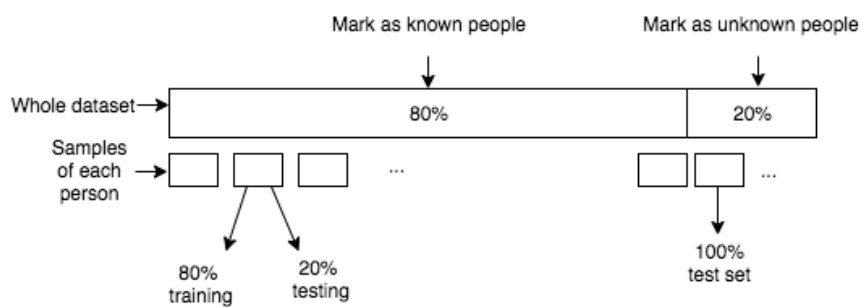 Mark as known people
Mark as unknown people
Whole dataset
80%
20%
Samples
of each
person
...
...
80%
training
20%
testing
100%
test set